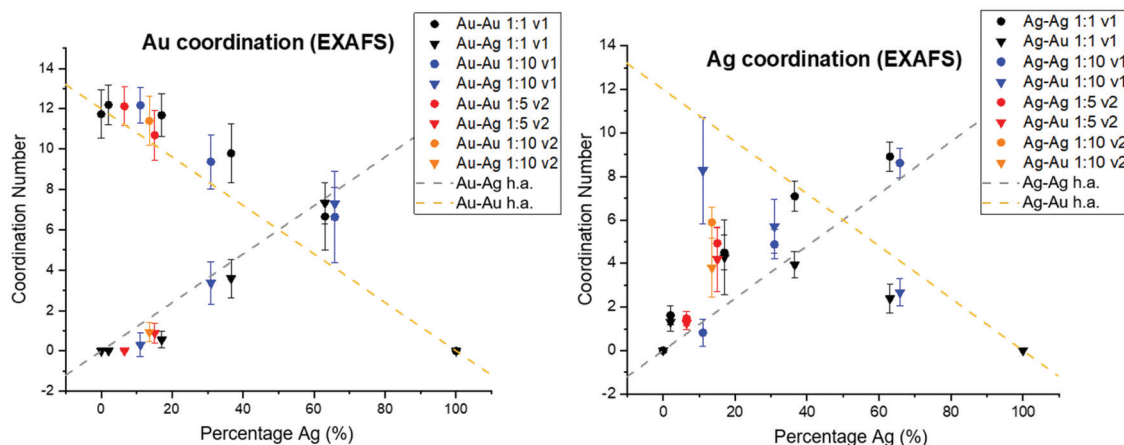 Au coordination (EXAFS)
Au-Au 1:1 v1
Au-Ag 1:1 v1
Au-Au 1:10 v1
Au-Ag 1:10 v1
Au-Au 1:5 v2
Au-Ag 1:5 v2
Au-Au 1:10 v2
Au-Ag 1:10 v2
Au-Ag h.a.
Au-Au h.a.
Coordination Number
14
12
10
8
6
4
2
0
-2
0 20 40 60 80 100
Percentage Ag (%)
Ag coordination (EXAFS)
Ag-Ag 1:1 v1
Ag-Au 1:1 v1
Ag-Ag 1:10 v1
Ag-Au 1:10 v1
Ag-Ag 1:5 v2
Ag-Au 1:5 v2
Ag-Ag 1:10 v2
Ag-Au 1:10 v2
Ag-Ag h.a.
Ag-Au h.a.
Coordination Number
14
12
10
8
6
4
2
0
-2
0 20 40 60 80 100
Percentage Ag (%)